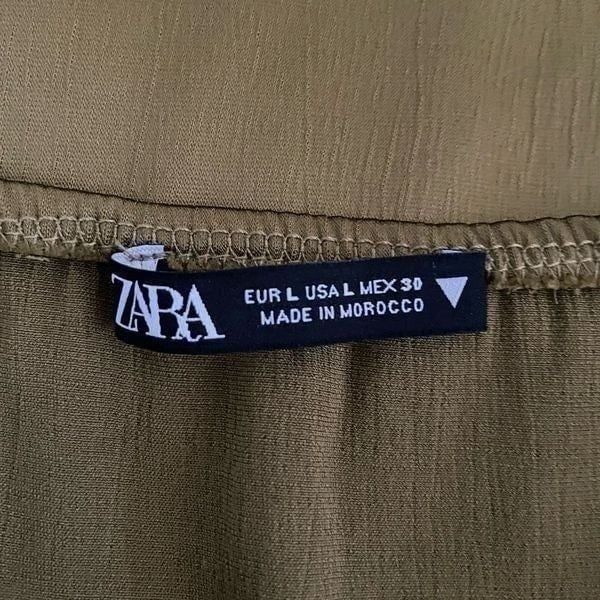 ZARA
EUR L USA L MEX 30
MADE IN MOROCCO